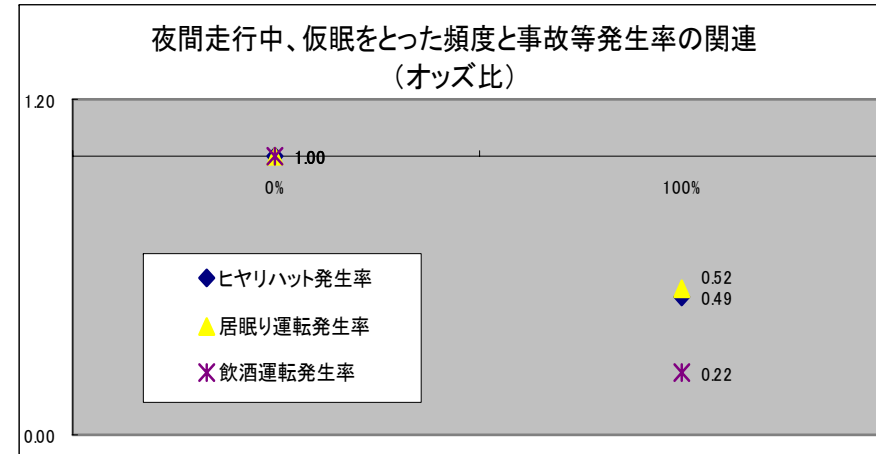 夜間走行中、仮眠をとった頻度と事故等発生率の関連
（オッズ比）
1.20
1.00
0%
100%
ヒヤリハット発生率
居眠り運転発生率
飲酒運転発生率
0.52
0.49
0.22
0.00